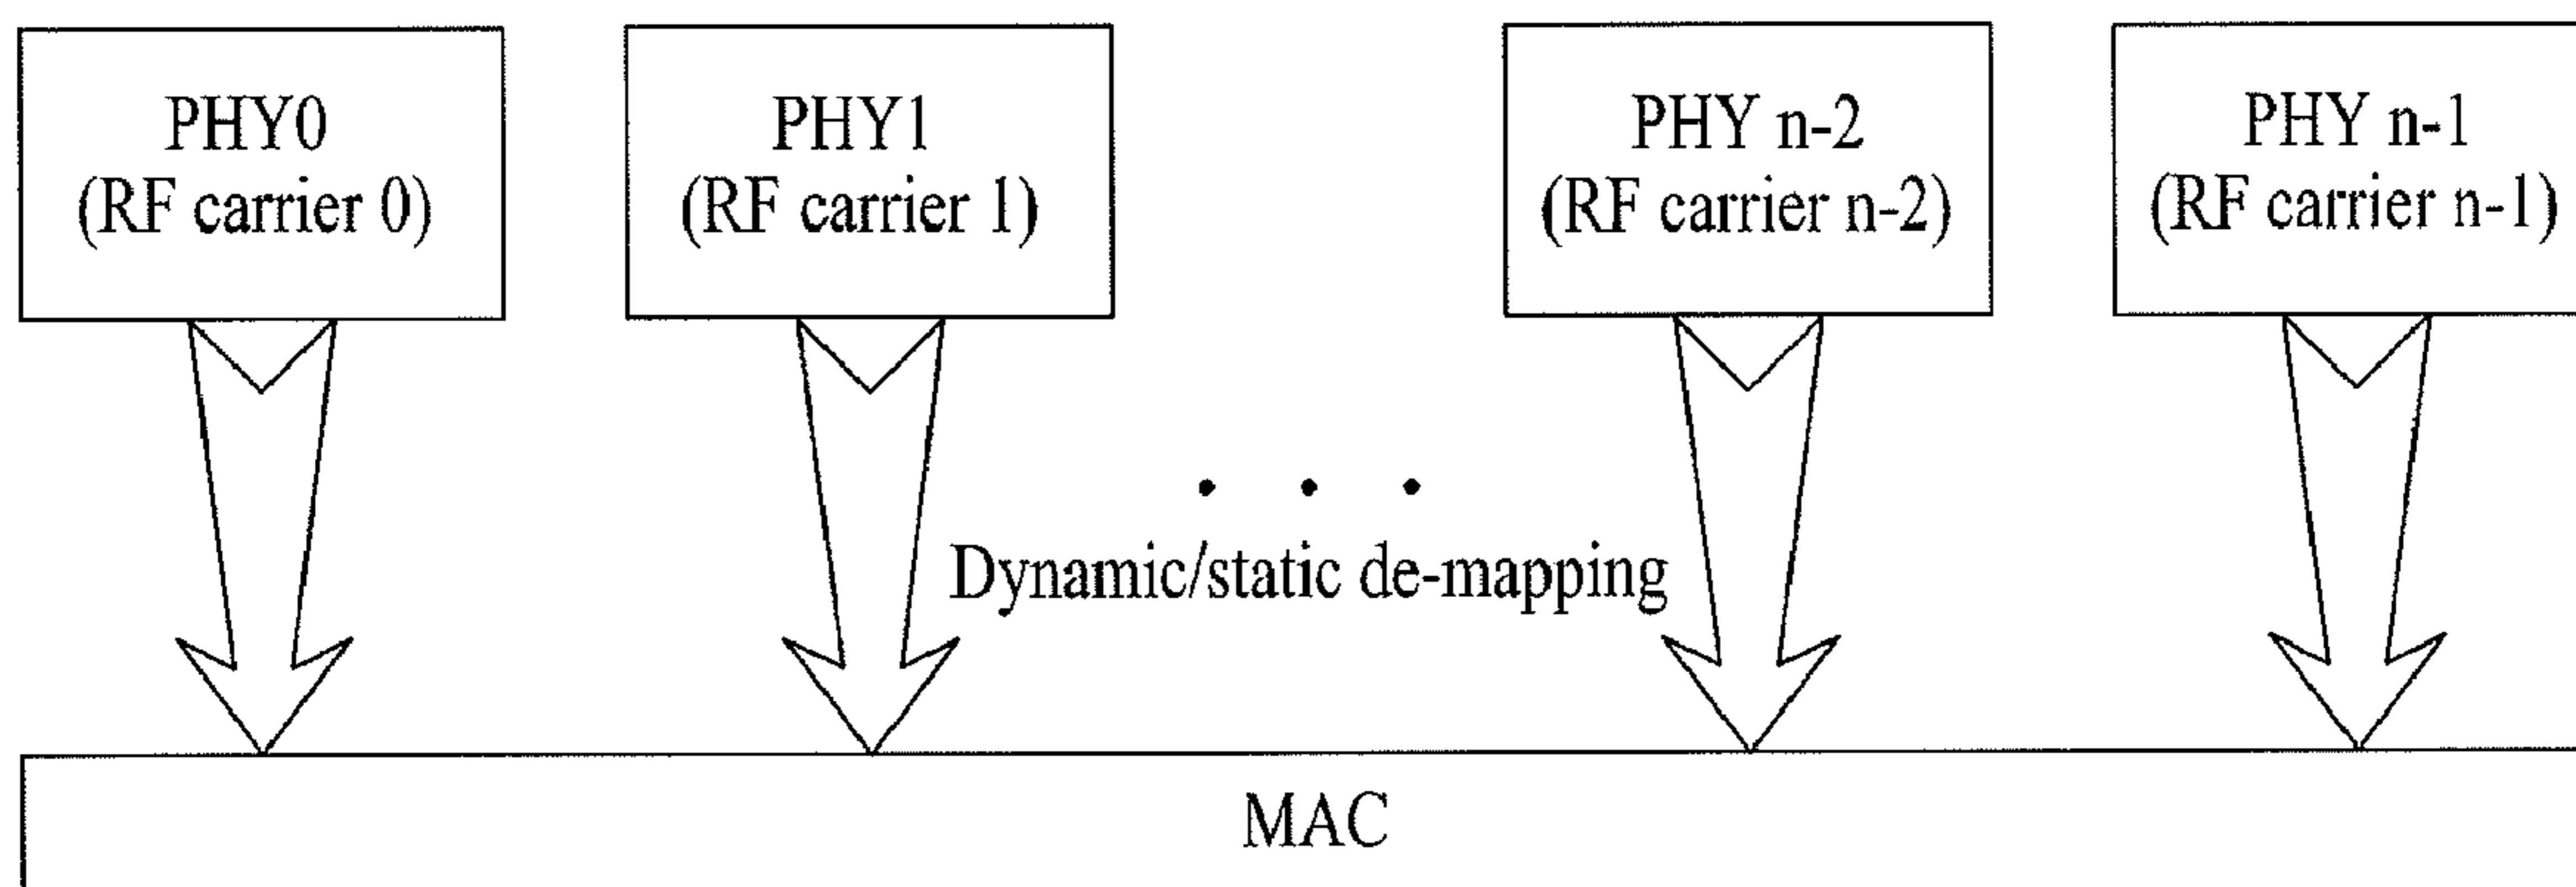 PHY0
(RF carrier 0)
PHY1
(RF carrier 1)
PHY n-2
(RF carrier n-2)
PHY n-1
(RF carrier n-1)
. . .
Dynamic/static de-mapping
MAC